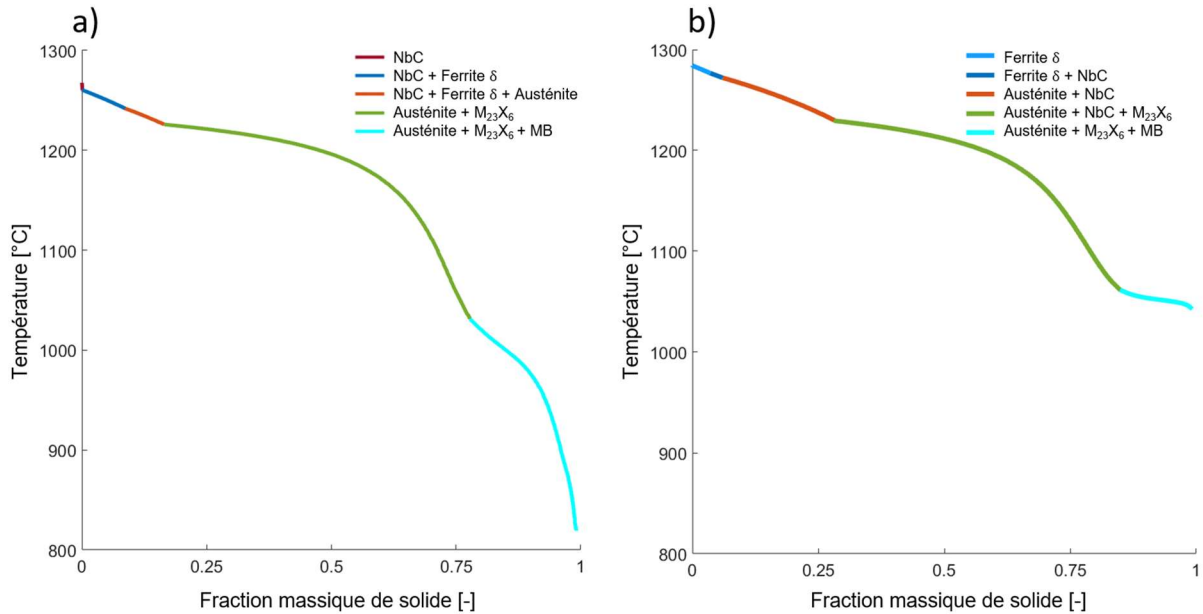 a)
1300
1200
1100
1000
900
800
0
0.25
0.5
0.75
1
Température [°C]
Fraction massique de solide [-]
NbC
NbC + Ferrite δ
NbC + Ferrite δ + Austénite
Austénite + M₂₃X₆
Austénite + M₂₃X₆ + MB
b)
1300
1200
1100
1000
900
800
0
0.25
0.5
0.75
1
Température [°C]
Fraction massique de solide [-]
Ferrite δ
Ferrite δ + NbC
Austénite + NbC
Austénite + NbC + M₂₃X₆
Austénite + M₂₃X₆ + MB